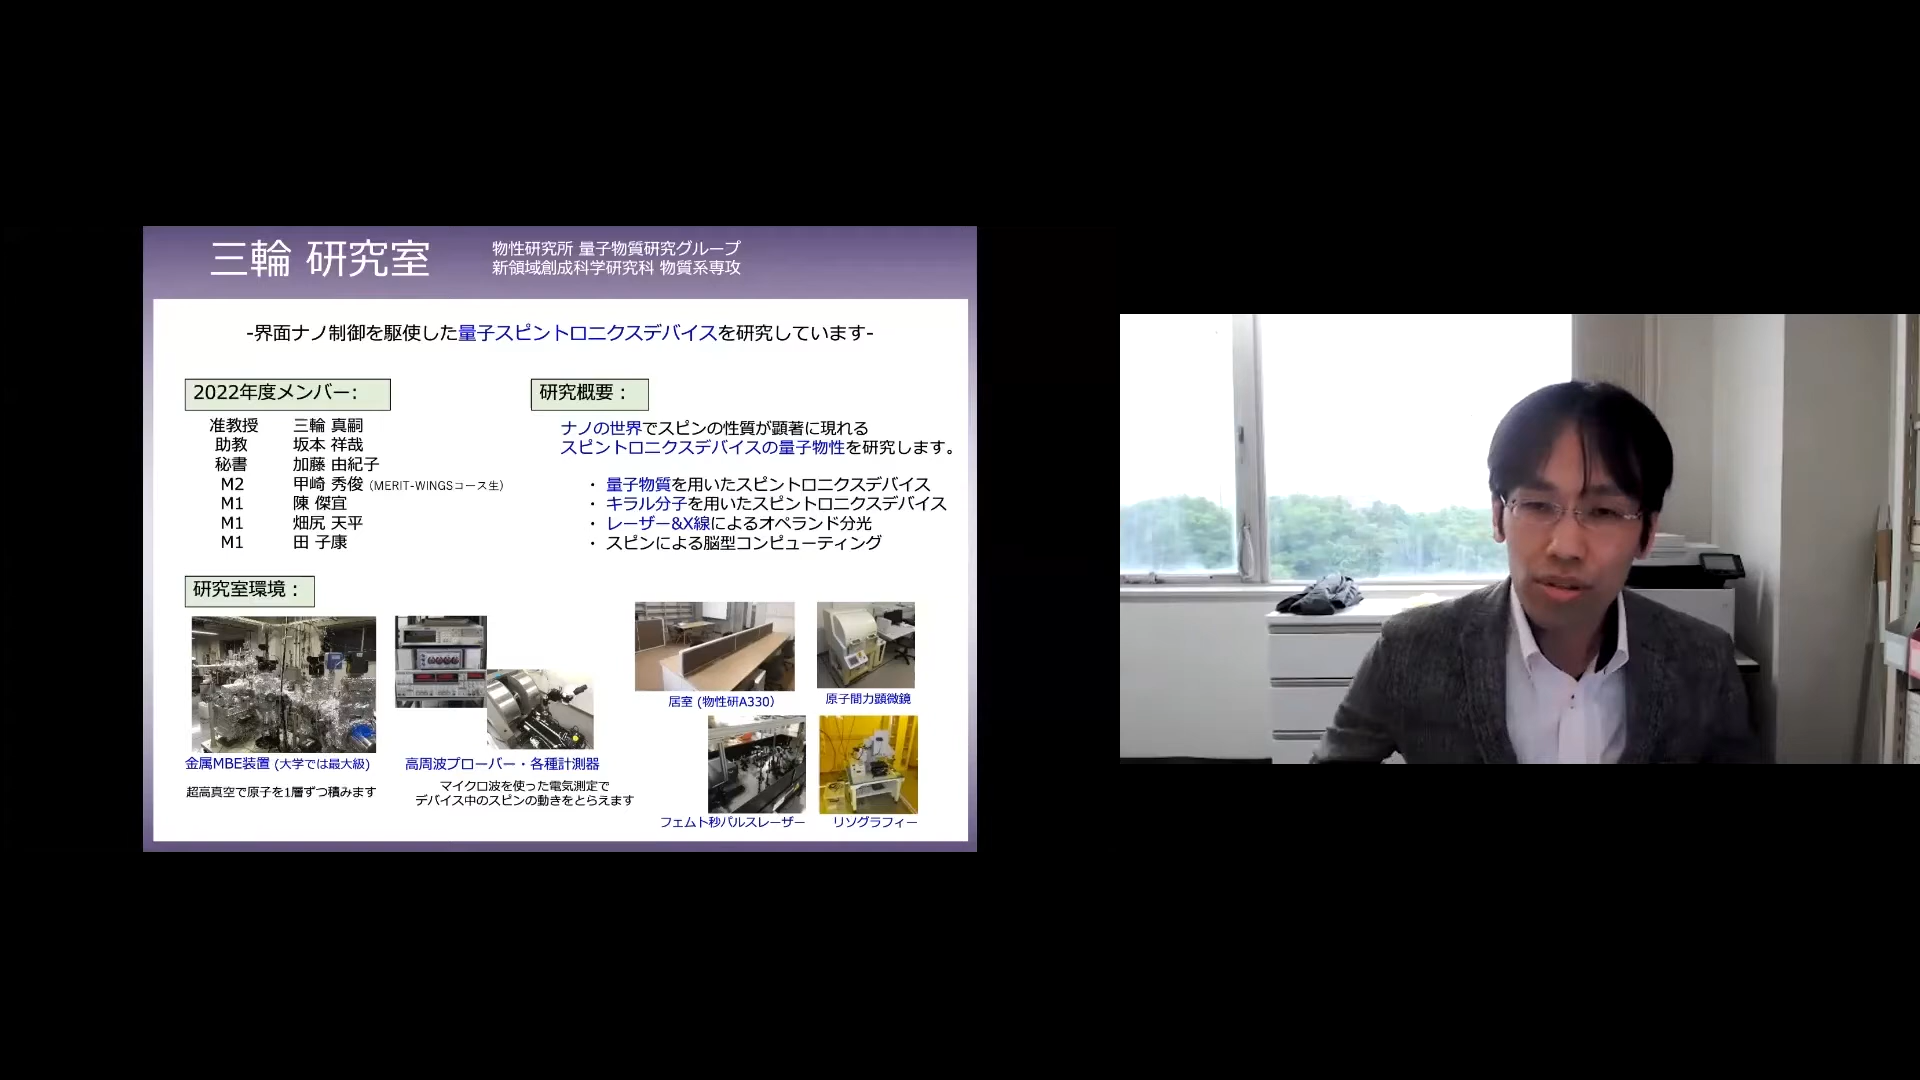 三輪 研究室
物性研究所 量子物質研究グループ
新領域創成科学研究科 物質系専攻
-界面ナノ制御を駆使した量子スピントロニクスデバイスを研究しています-
2022年度メンバー:
准教授 三輪 真嗣
助教 坂本 祥哉
秘書 加藤 由紀子
M2 甲崎 秀俊（MERIT-WINGSコース生）
M1 陳 傑宜
M1 畑尻 天平
M1 田 子康
研究概要：
ナノの世界でスピンの性質が顕著に現れる
スピントロニクスデバイスの量子物性を研究します。
・ 量子物質を用いたスピントロニクスデバイス
・ キラル分子を用いたスピントロニクスデバイス
・ レーザー&X線によるオペランド分光
・ スピンによる脳型コンピューティング
研究室環境：
金属MBE装置 (大学では最大級)
超高真空で原子を1層ずつ積みます
高周波プローバー・各種計測器
マイクロ波を使った電気測定で
デバイス中のスピンの動きをとらえます
居室 (物性研A330)
原子間力顕微鏡
フェムト秒パルスレーザー
リソグラフィー